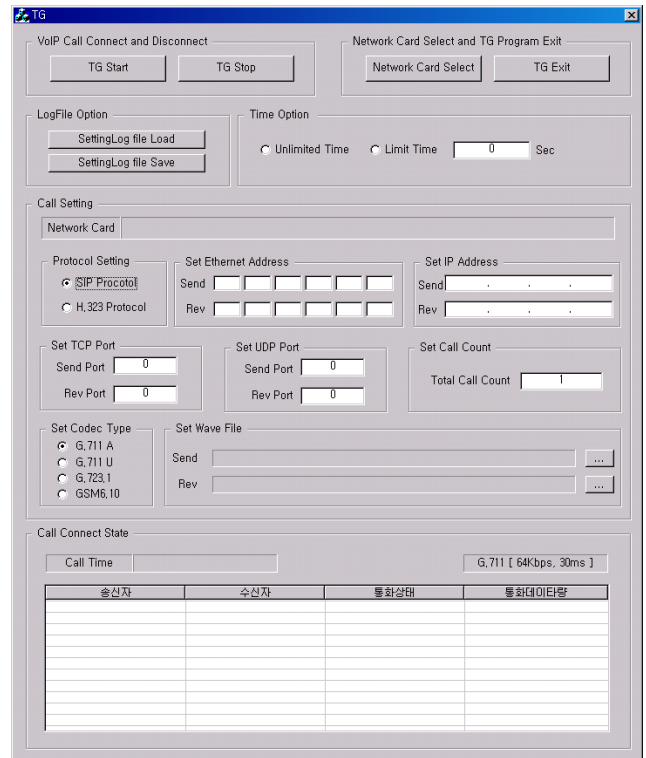 TG
VoIP Call Connect and Disconnect
TG Start
TG Stop
Network Card Select and TG Program Exit
Network Card Select
TG Exit
LogFile Option
SettingLog file Load
SettingLog file Save
Time Option
Unlimited Time
Limit Time
0
Sec
Call Setting
Network Card
Protocol Setting
SIP Procotol
H,323 Protocol
Set Ethernet Address
Send
Rev
Set IP Address
Send . . .
Rev . . .
Set TCP Port
Send Port 0
Rev Port 0
Set UDP Port
Send Port 0
Rev Port 0
Set Call Count
Total Call Count 1
Set Codec Type
G,711 A
G,711 U
G,723,1
GSM6,10
Set Wave File
Send ...
Rev ...
Call Connect State
Call Time
G,711 [ 64Kbps, 30ms ]
송신자 수신자 통화상태 통화데이타량